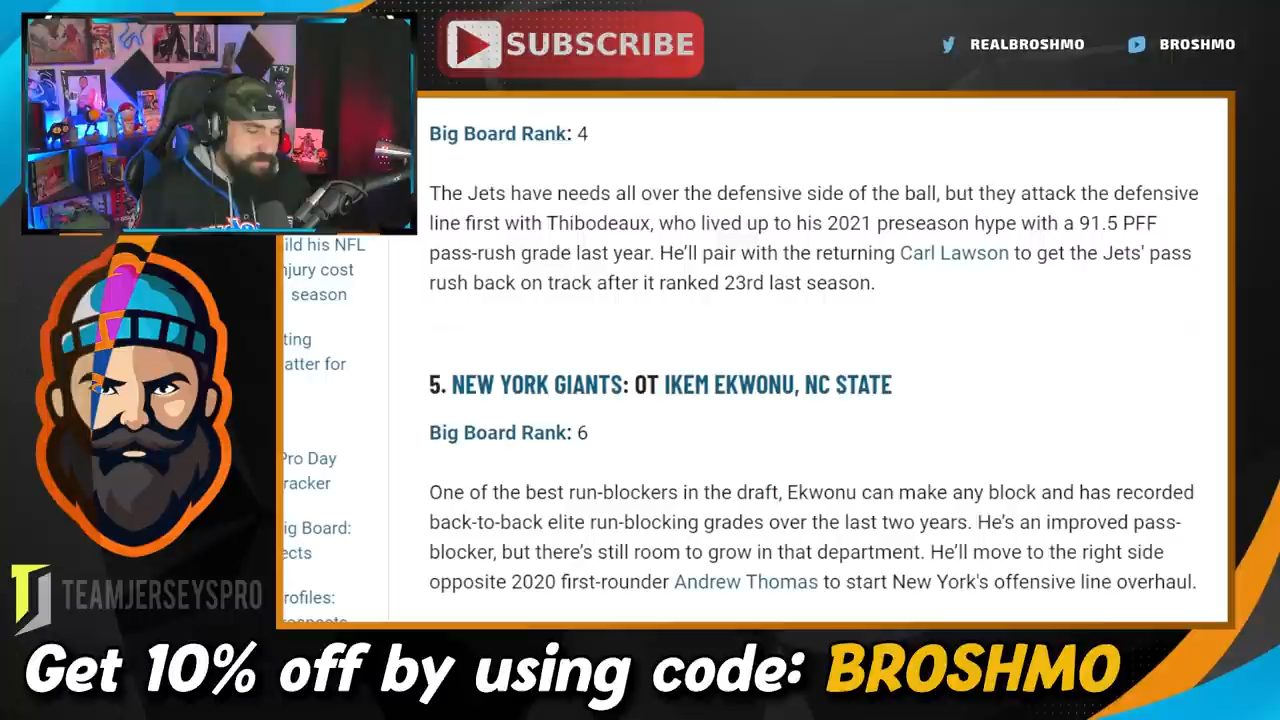 SUBSCRIBE
REALBROSHMO
BROSHMO
Big Board Rank: 4
The Jets have needs all over the defensive side of the ball, but they attack the defensive
line first with Thibodeaux, who lived up to his 2021 preseason hype with a 91.5 PFF
pass-rush grade last year. He'll pair with the returning Carl Lawson to get the Jets' pass
rush back on track after it ranked 23rd last season.
5. NEW YORK GIANTS: OT IKEM EKWONU, NC STATE
Big Board Rank: 6
One of the best run-blockers in the draft, Ekwonu can make any block and has recorded
back-to-back elite run-blocking grades over the last two years. He's an improved pass-
blocker, but there's still room to grow in that department. He'll move to the right side
opposite 2020 first-rounder Andrew Thomas to start New York's offensive line overhaul.
ild his NFL
njury cost
season
ting
atter for
Pro Day
racker
ig Board:
ects
rofiles:
TJ TEAMJERSEYSPRO
Get 10% off by using code: BROSHMO